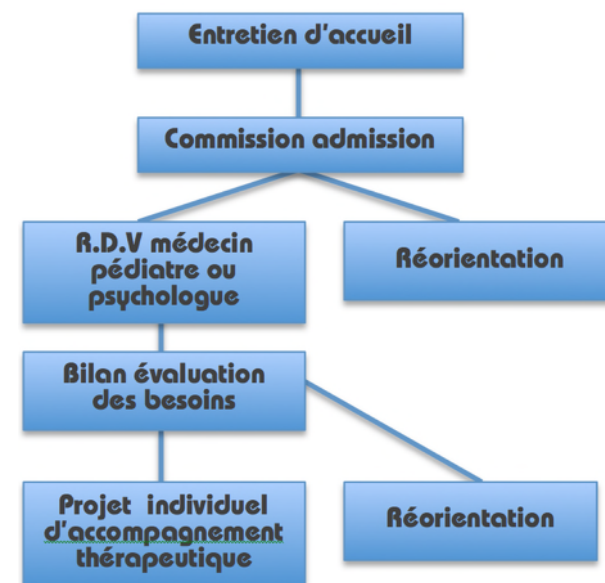 Entretien d'accueil
Commission admission
R.D.V médecin
pédiatre ou
psychologue
Réorientation
Bilan évaluation
des besoins
Projet individuel
d'accompagnement
thérapeutique
Réorientation